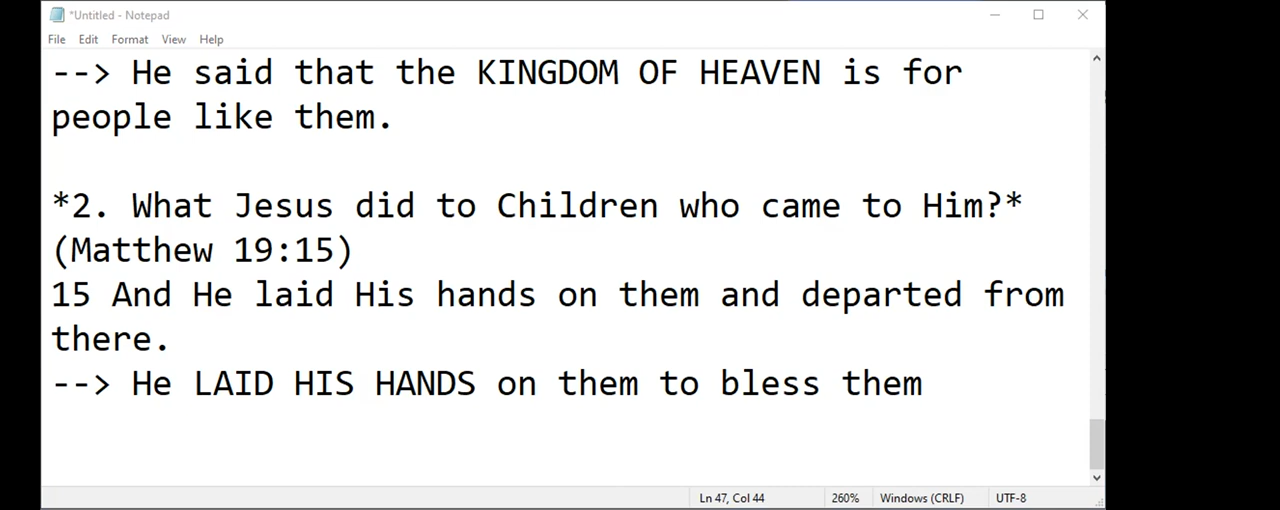 *Untitled - Notepad
File Edit Format View Help
--> He said that the KINGDOM OF HEAVEN is for
people like them.
*2. What Jesus did to Children who came to Him?*
(Matthew 19:15)
15 And He laid His hands on them and departed from
there.
--> He LAID HIS HANDS on them to bless them
Ln 47, Col 44 260% Windows (CRLF) UTF-8